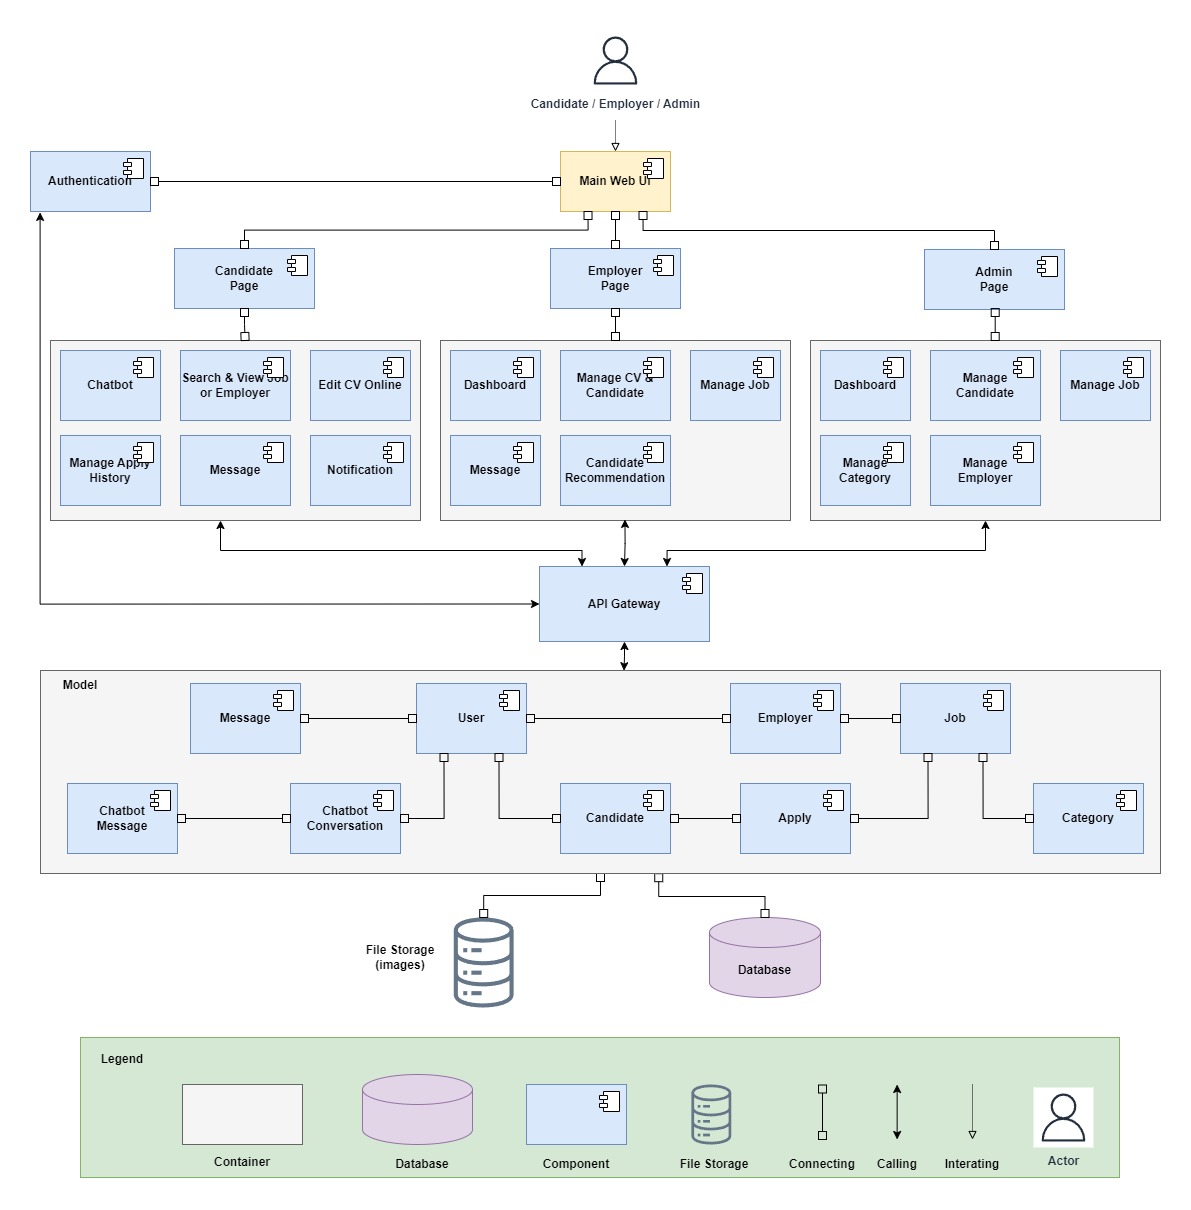 Candidate / Employer / Admin
Authentication
Main Web UI
Candidate
Page
Employer
Page
Admin
Page
Chatbot
Search & View Job
or Employer
Edit CV Online
Manage Apply
History
Message
Notification
Dashboard
Manage CV &
Candidate
Manage Job
Message
Candidate
Recommendation
Dashboard
Manage
Candidate
Manage Job
Manage
Category
Manage
Employer
API Gateway
Model
Message
User
Employer
Job
Chatbot
Message
Chatbot
Conversation
Candidate
Apply
Category
File Storage
(images)
Database
Legend
Container
Database
Component
File Storage
Connecting
Calling
Interating
Actor